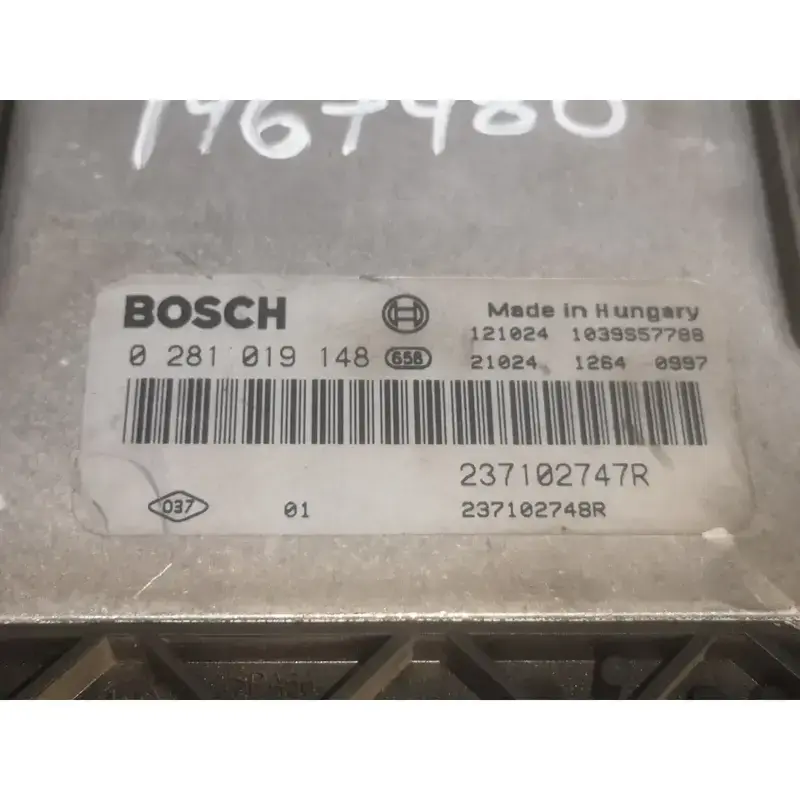 1967480
BOSCH
Made in Hungary
121024 1039S57788
0 281 019 148 658
21024 1264 0997
237102747R
037 01 237102748R